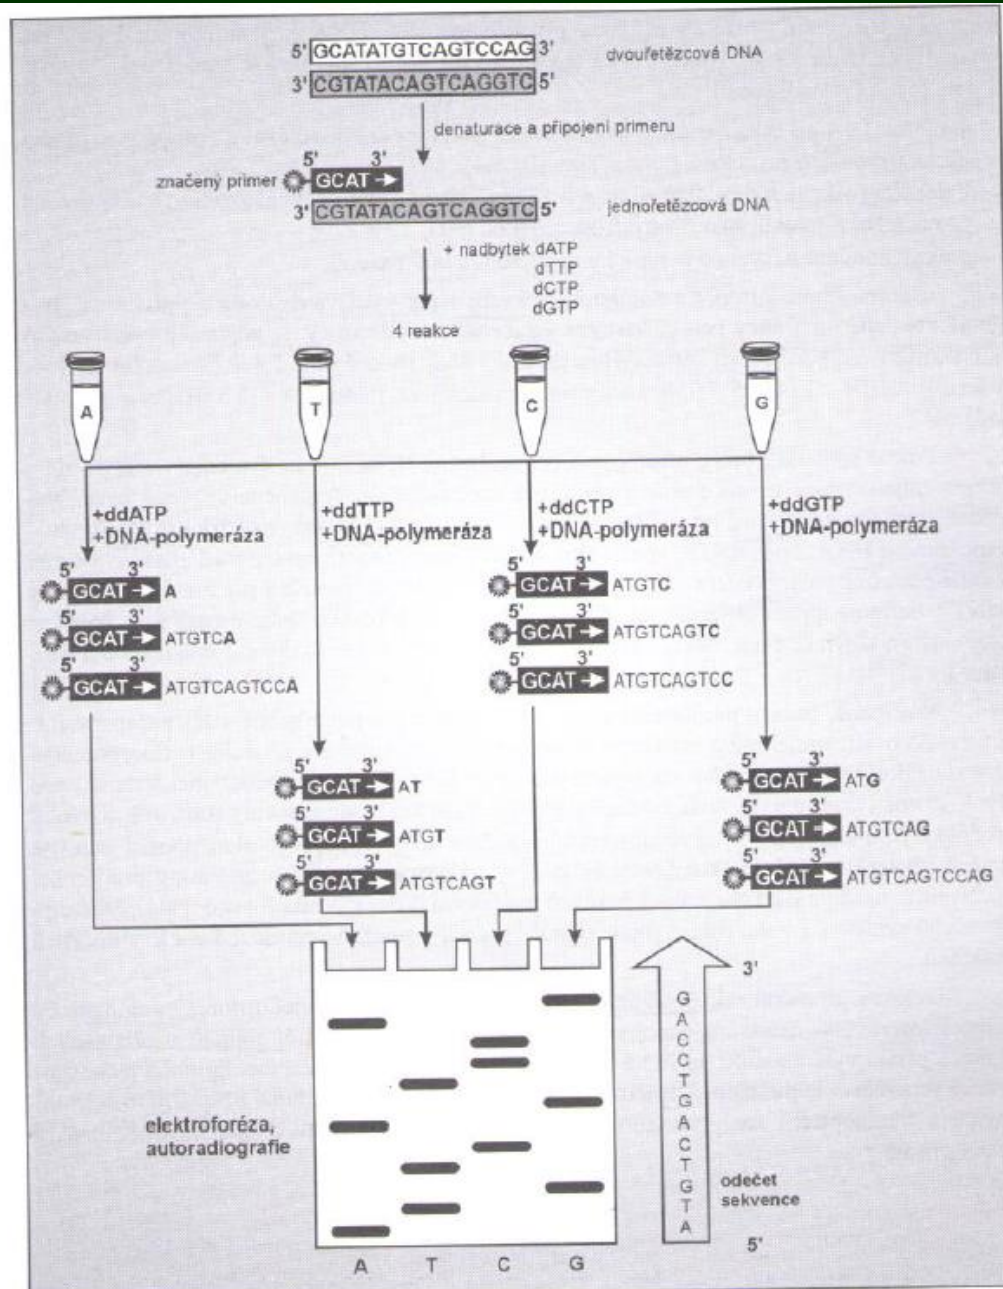 5' GCATATGTCAGTCCAG 3'
dvouřetězcová DNA
3' CGTATACAGTCAGGTC 5'
denaturace a připojení primeru
5' 3'
značený primer GCAT
3' CGTATACAGTCAGGTC 5' jednořetězcová DNA
+ nadbytek dATP
dTTP
dCTP
dGTP
4 reakce
A T C G
+ddATP
+DNA-polymeráza
5' 3'
GCAT A
5' 3'
GCAT ATGTCA
5' 3'
GCAT ATGTCAGTCCA
+ddTTP
+DNA-polymeráza
5' 3'
GCAT AT
5' 3'
GCAT ATGT
5' 3'
GCAT ATGTCAGT
+ddCTP
+DNA-polymeráza
5' 3'
GCAT ATGTC
5' 3'
GCAT ATGTCAGTC
5' 3'
GCAT ATGTCAGTCC
+ddGTP
+DNA-polymeráza
5' 3'
GCAT ATG
5' 3'
GCAT ATGTCAG
5' 3'
GCAT ATGTCAGTCCAG
elektroforéza,
autoradiografie
A T C G
3'
G
A
C
C
T
G
A
C
T
G
T
A
5'
odečet
sekvence